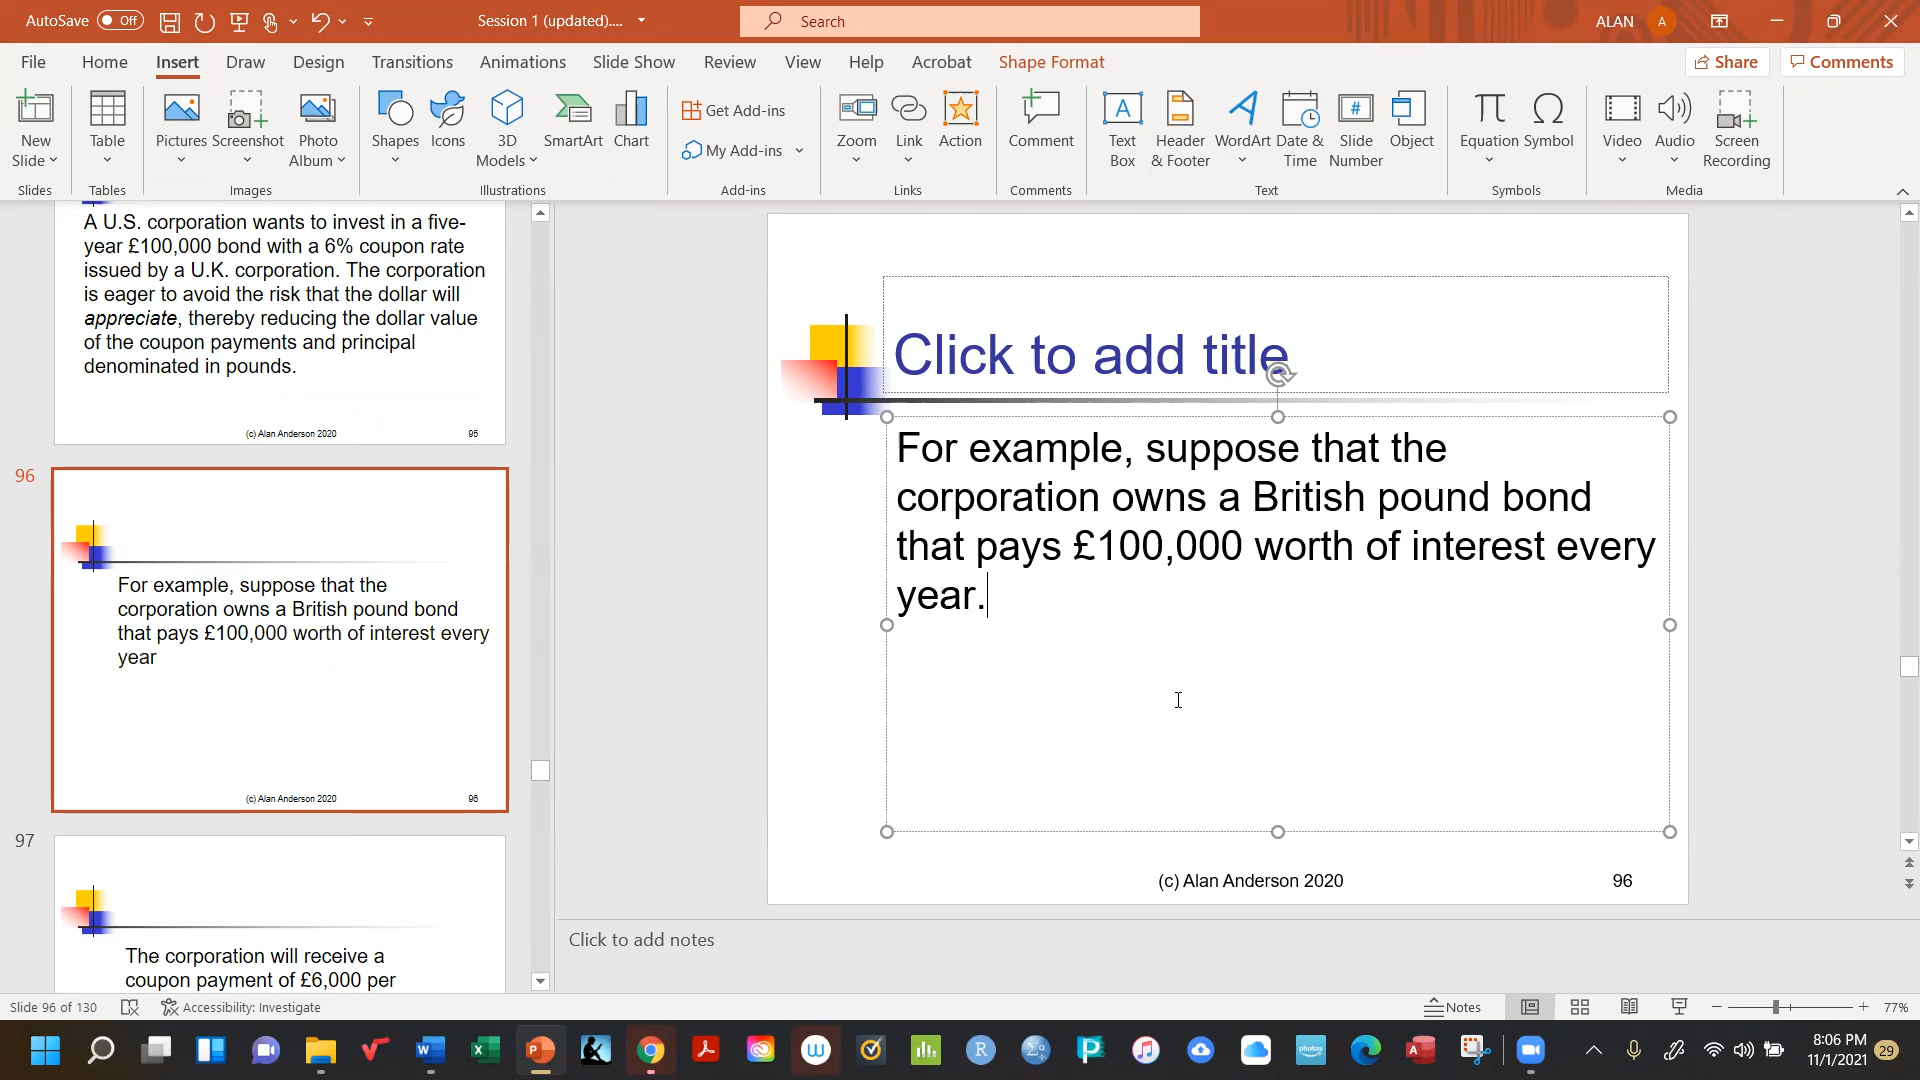 AutoSave Off Session 1 (updated).... Search ALAN A
File Home Insert Draw Design Transitions Animations Slide Show Review View Help Acrobat Shape Format Share Comments
New Slide
Table
Pictures
Screenshot
Photo Album
Shapes
Icons
3D Models
SmartArt
Chart
Get Add-ins
My Add-ins
Zoom
Link
Action
Comment
Text Box
Header & Footer
WordArt
Date & Time
Slide Number
Object
Equation
Symbol
Video
Audio
Screen Recording
Slides Tables Images Illustrations Add-ins Links Comments Text Symbols Media
A U.S. corporation wants to invest in a five-
year £100,000 bond with a 6% coupon rate
issued by a U.K. corporation. The corporation
is eager to avoid the risk that the dollar will
appreciate, thereby reducing the dollar value
of the coupon payments and principal
denominated in pounds.
(c) Alan Anderson 2020 95
96
For example, suppose that the
corporation owns a British pound bond
that pays £100,000 worth of interest every
year
(c) Alan Anderson 2020 96
97
The corporation will receive a
coupon payment of £6,000 per
Click to add title
For example, suppose that the
corporation owns a British pound bond
that pays £100,000 worth of interest every
year.
(c) Alan Anderson 2020 96
Click to add notes
Slide 96 of 130 Accessibility: Investigate Notes 77%
8:06 PM
11/1/2021 29